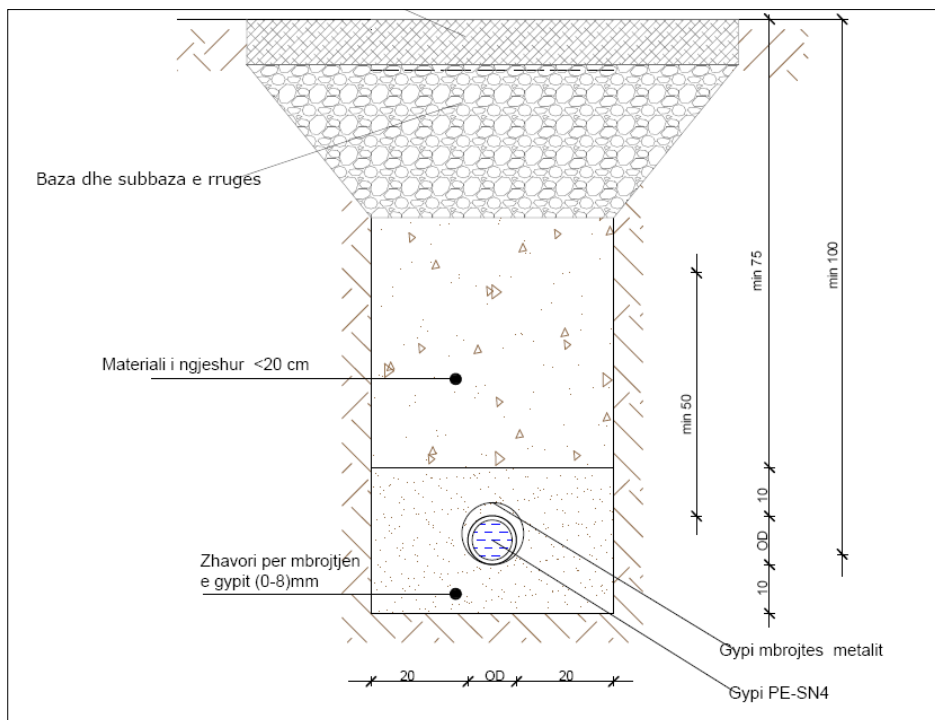 Baza dhe subbaza e rruges
Materiali i ngjeshur <20 cm
Zhavori per mbrojtjen
e gypit (0-8)mm
min 50
min 75
min 100
10
OD
10
Gypi mbrojtes metalit
Gypi PE-SN4
20
OD
20